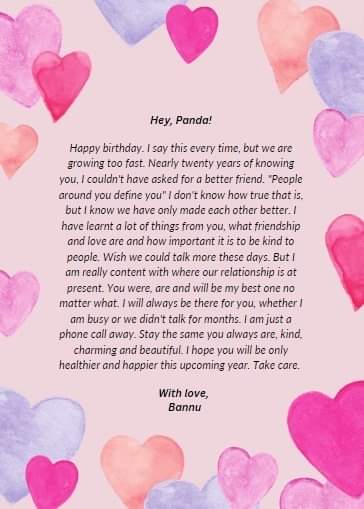 Hey, Panda!
Happy birthday. I say this every time, but we are
growing too fast. Nearly twenty years of knowing
you, I couldn't have asked for a better friend. "People
around you define you" I don't know how true that is,
but I know we have only made each other better. I
have learnt a lot of things from you, what friendship
and love are and how important it is to be kind to
people. Wish we could talk more these days. But I
am really content with where our relationship is at
present. You were, are and will be my best one no
matter what. I will always be there for you, whether I
am busy or we didn't talk for months. I am just a
phone call away. Stay the same you always are, kind,
charming and beautiful. I hope you will be only
healthier and happier this upcoming year. Take care.
With love,
Bannu